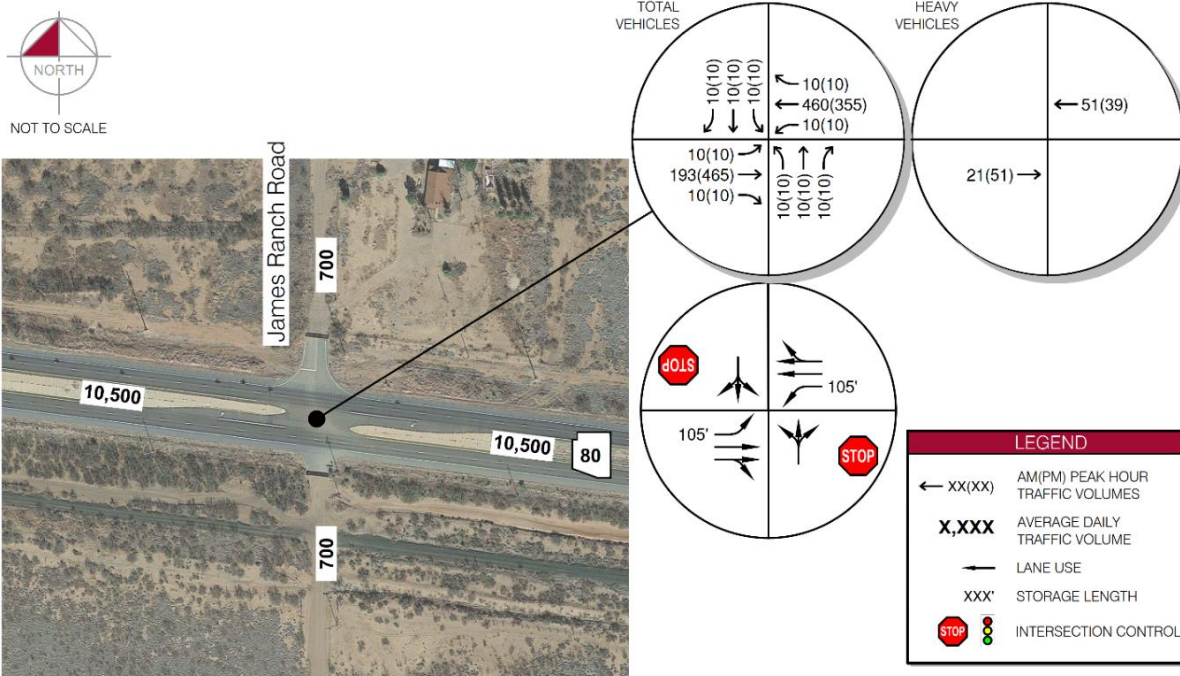 NORTH
NOT TO SCALE
James Ranch Road
700
10,500
10,500
80
700
TOTAL
VEHICLES
10(10)
10(10)
10(10)
10(10)
460(355)
10(10)
10(10)
193(465)
10(10)
10(10)
10(10)
10(10)
HEAVY
VEHICLES
51(39)
21(51)
STOP
105'
105'
STOP
LEGEND
XX(XX) AM(PM) PEAK HOUR
TRAFFIC VOLUMES
X,XXX AVERAGE DAILY
TRAFFIC VOLUME
LANE USE
XXX' STORAGE LENGTH
STOP INTERSECTION CONTROL